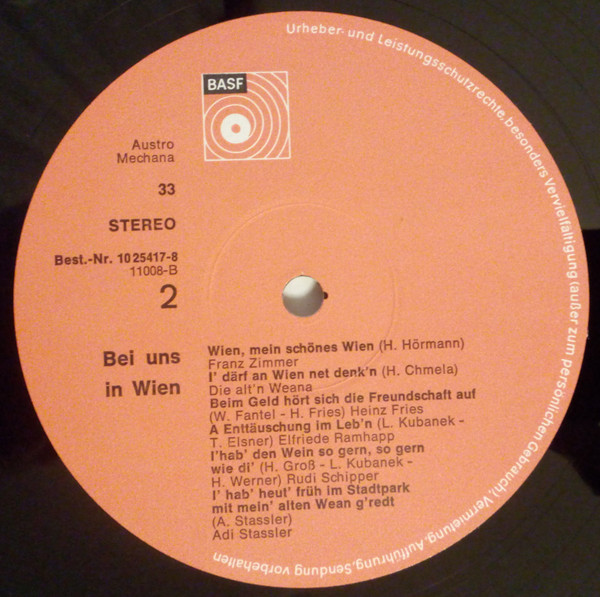 Urheber- und Leistungsschutzrechte, besonders Vervielfältigung (außer zum persönlichen Gebrauch), Vermietung, Aufführung, Sendung vorbehalten
BASF
Austro
Mechana
33
STEREO
Best.-Nr. 10 25417-8
11008-B
2
Bei uns
in Wien
Wien, mein schönes Wien (H. Hörmann)
Franz Zimmer
I' därf an Wien net denk'n (H. Chmela)
Die alt'n Weana
Beim Geld hört sich die Freundschaft auf
(W. Fantel - H. Fries) Heinz Fries
A Enttäuschung im Leb'n (L. Kubanek -
T. Elsner) Elfriede Ramhapp
I'hab' den Wein so gern, so gern
wie di' (H. Groß - L. Kubanek -
H. Werner) Rudi Schipper
I' hab' heut' früh im Stadtpark
mit mein' alten Wean g'redt
(A. Stassler)
Adi Stassler